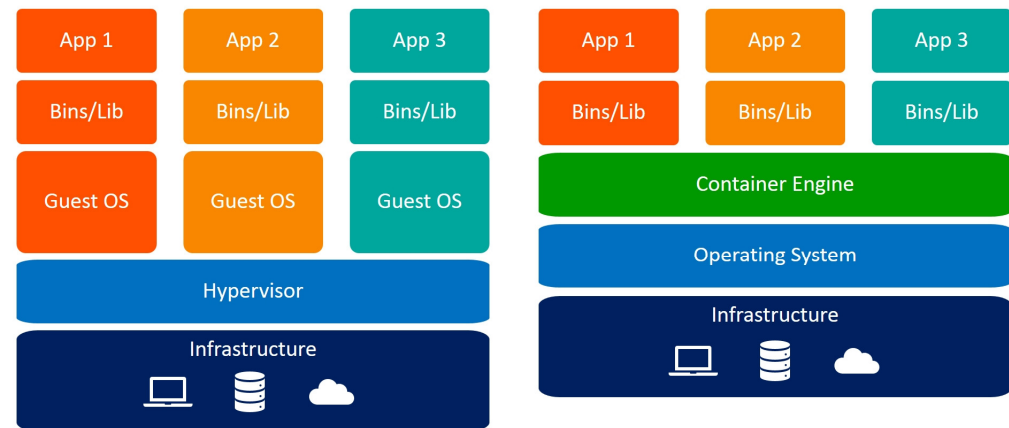 App 1
App 2
App 3
Bins/Lib
Bins/Lib
Bins/Lib
Guest OS
Guest OS
Guest OS
Hypervisor
Infrastructure
App 1
App 2
App 3
Bins/Lib
Bins/Lib
Bins/Lib
Container Engine
Operating System
Infrastructure